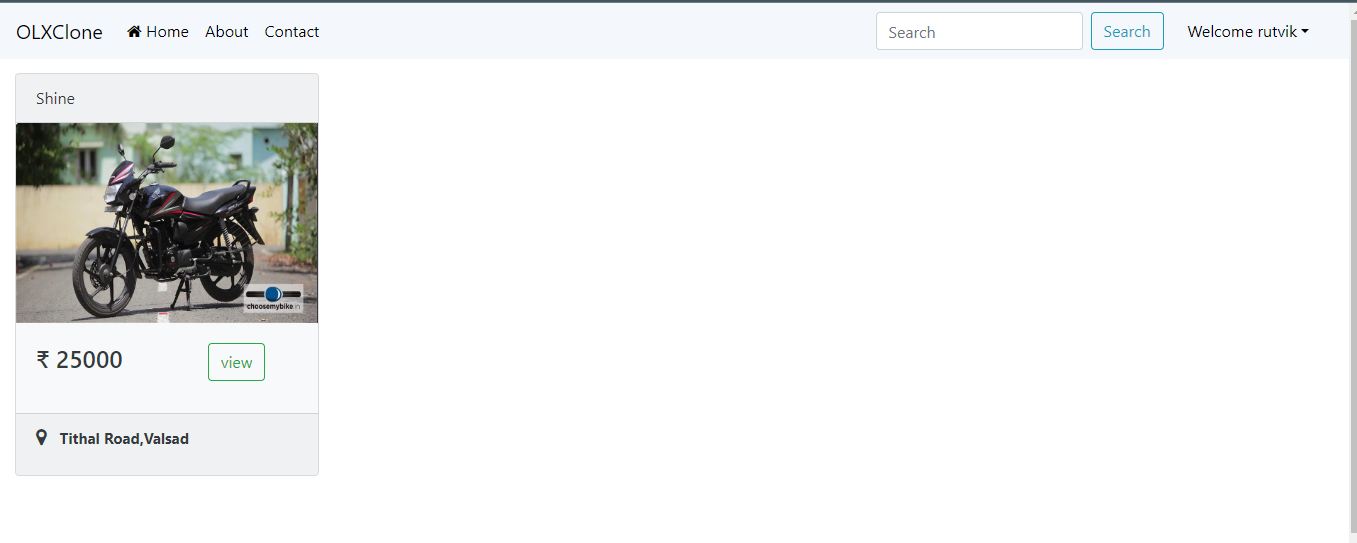 OLXClone Home About Contact Search Search Welcome rutvik
Shine
choosemybike.in
₹ 25000 view
Tithal Road,Valsad